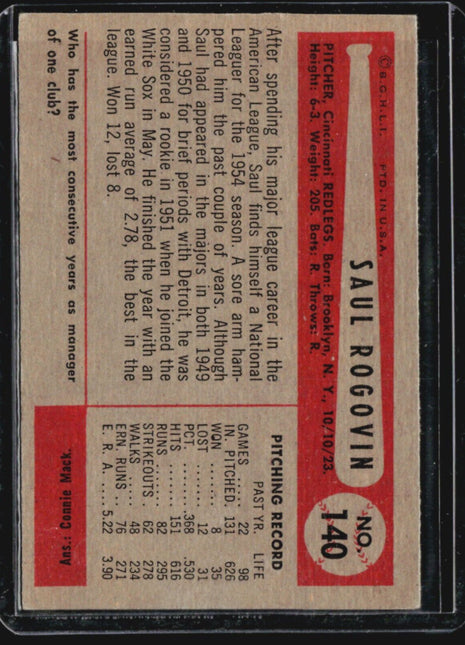 © B.G.H.L.I. PTD. IN U.S.A.
SAUL ROGOVIN
NO. 140
PITCHER, Cincinnati REDLEGS. Born: Brooklyn, N. Y., 10/10/23.
Height: 6-3. Weight: 205. Bats: R. Throws: R.
After spending his major league career in the
American League, Saul finds himself a National
Leaguer for the 1954 season. A sore arm ham-
pered him the past couple of years. Although
Saul had appeared in the majors in both 1949
and 1950 for brief periods with Detroit, he was
considered a rookie in 1951 when he joined the
White Sox in May. He finished the year with an
earned run average of 2.78, the best in the
league. Won 12, lost 8.
PITCHING RECORD
PAST YR. LIFE
GAMES ..... 22 98
IN. PITCHED . 131 626
WON ....... 8 35
LOST ...... 12 31
PCT. ...... .368 .530
HITS ...... 151 616
RUNS ...... 82 295
STRIKEOUTS 62 278
WALKS .... 48 234
ERN. RUNS . 76 271
E. R. A. .... 5.22 3.90
Who has the most consecutive years as manager
of one club?
Ans.: Connie Mack.